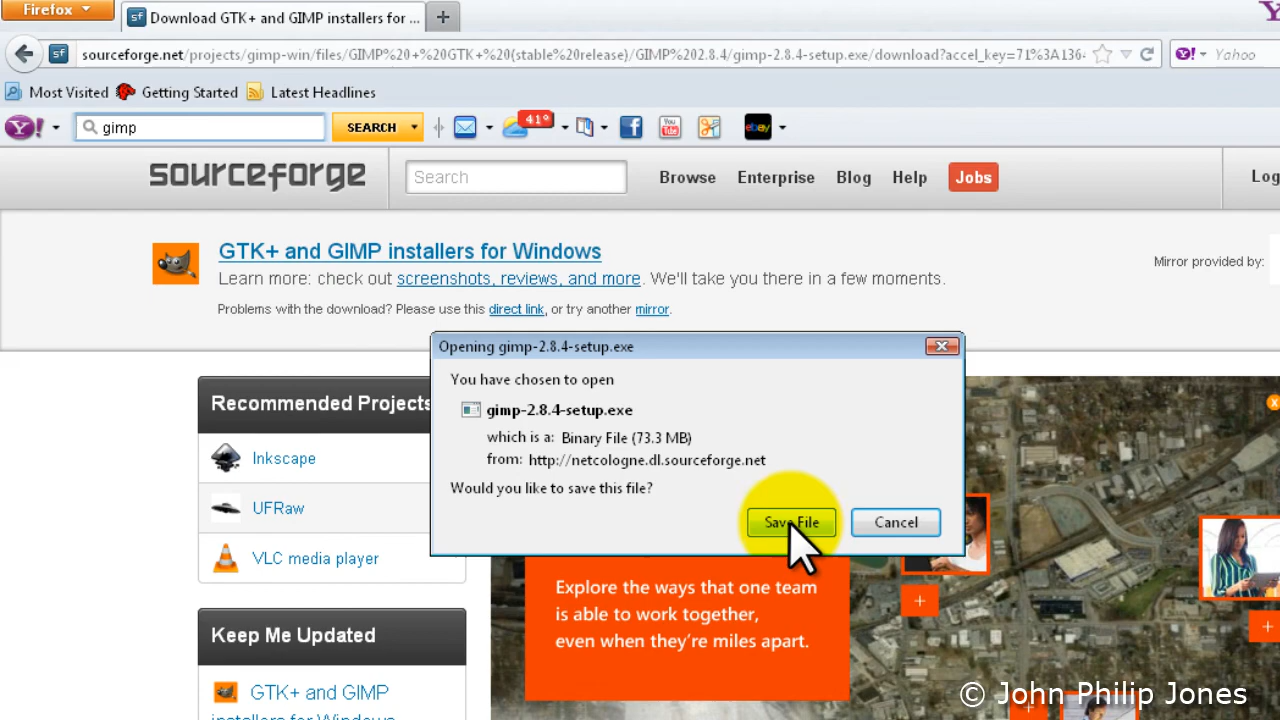 Firefox
Download GTK+ and GIMP installers for ...
sourceforge.net/projects/gimp-win/files/GIMP%20+%20GTK+%20(stable%20release)/GIMP%202.8.4/gimp-2.8.4-setup.exe/download?accel_key=71%3A1364
Yahoo
Most Visited
Getting Started
Latest Headlines
gimp
SEARCH
41°
You Tube
ebay
sourceforge
Search
Browse
Enterprise
Blog
Help
Jobs
Log
GTK+ and GIMP installers for Windows
Learn more: check out screenshots, reviews, and more. We'll take you there in a few moments.
Mirror provided by:
Problems with the download? Please use this direct link, or try another mirror.
Opening gimp-2.8.4-setup.exe
You have chosen to open
gimp-2.8.4-setup.exe
which is a: Binary File (73.3 MB)
from: http://netcologne.dl.sourceforge.net
Would you like to save this file?
Save File
Cancel
Recommended Projects
Inkscape
UFRaw
VLC media player
Keep Me Updated
GTK+ and GIMP
installers for Windows
Explore the ways that one team
is able to work together,
even when they're miles apart.
© John Philip Jones